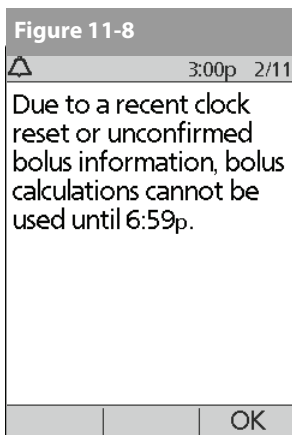 Figure 11-8
3:00p 2/11
Due to a recent clock
reset or unconfirmed
bolus information, bolus
calculations cannot be
used until 6:59p.
OK